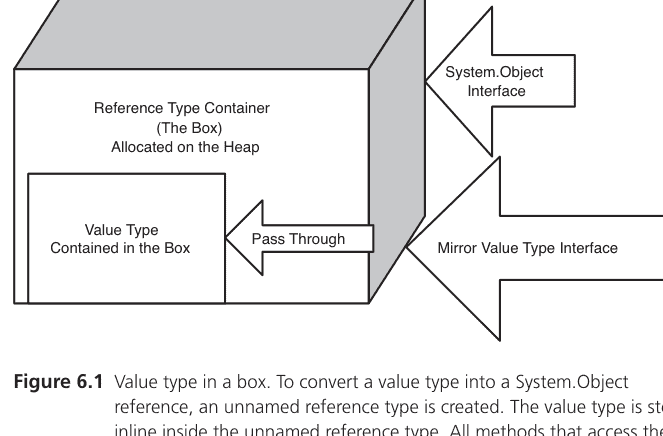 System.Object
Interface
Reference Type Container
(The Box)
Allocated on the Heap
Value Type
Contained in the Box
Pass Through
Mirror Value Type Interface
Figure 6.1 Value type in a box. To convert a value type into a System.Object
reference, an unnamed reference type is created. The value type is
inline inside the unnamed reference type. All methods that access